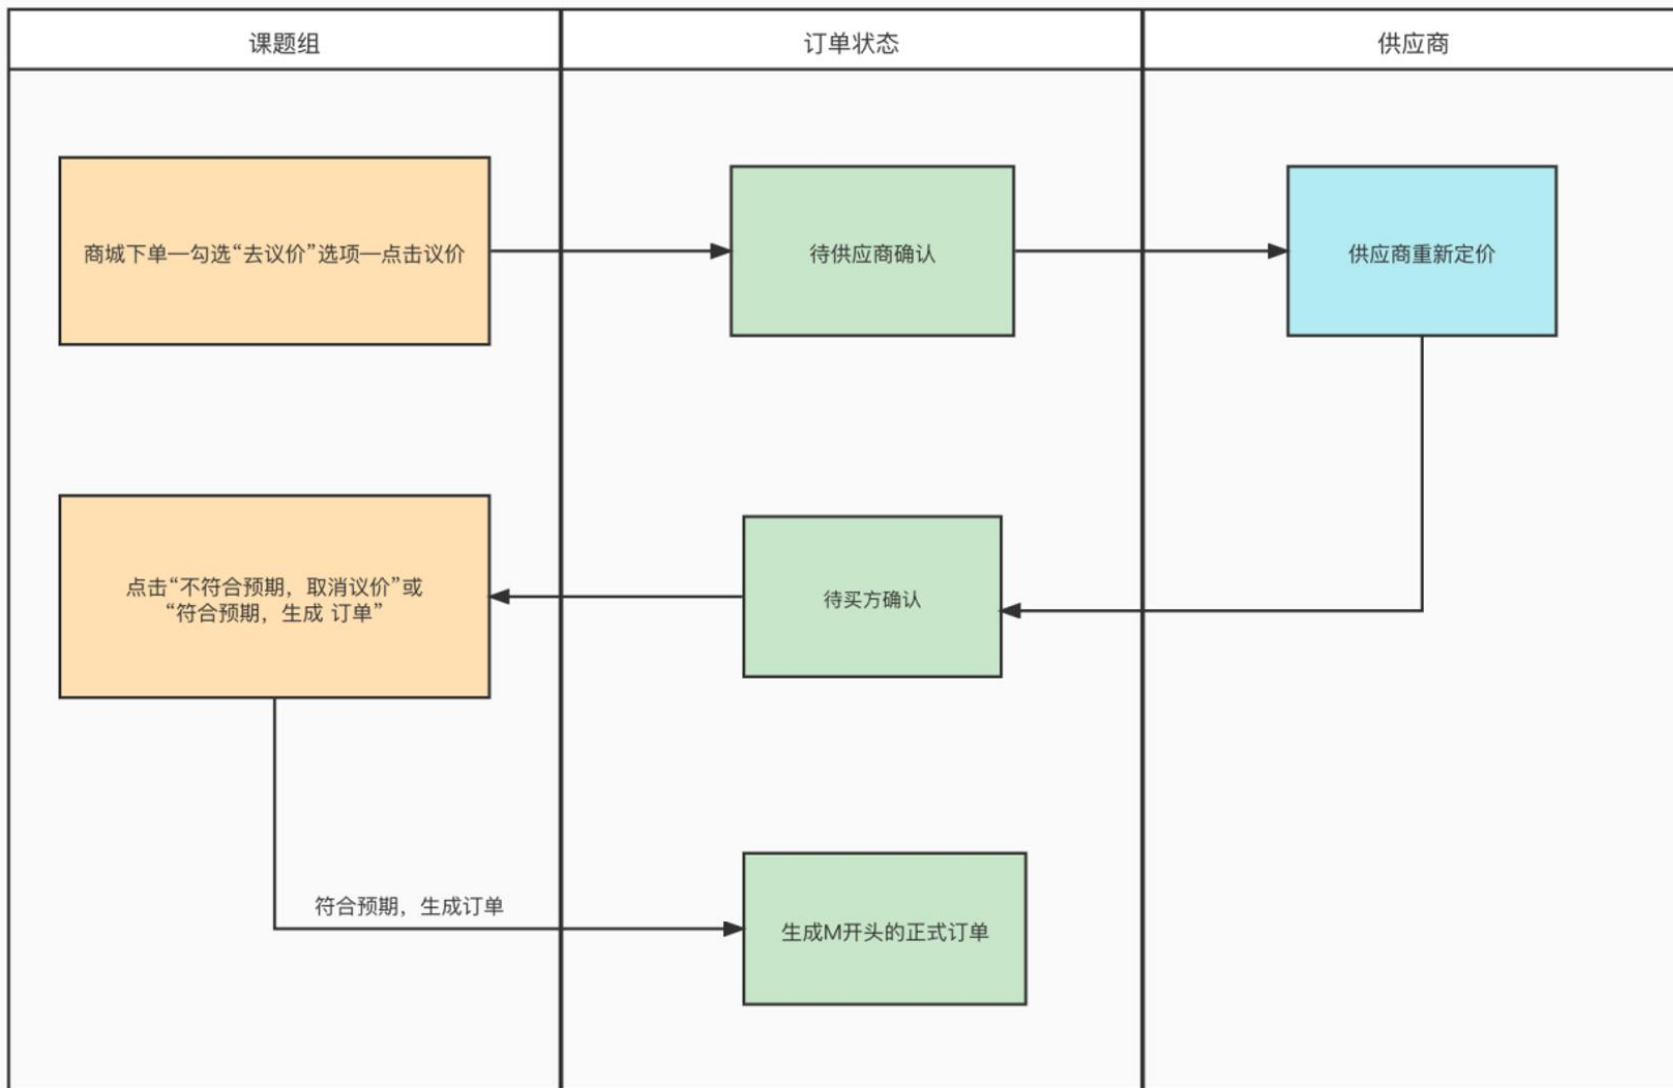 课题组
订单状态
供应商
商城下单—勾选“去议价”选项—点击议价
待供应商确认
供应商重新定价
点击“不符合预期，取消议价”或
“符合预期，生成 订单”
待买方确认
符合预期，生成订单
生成M开头的正式订单